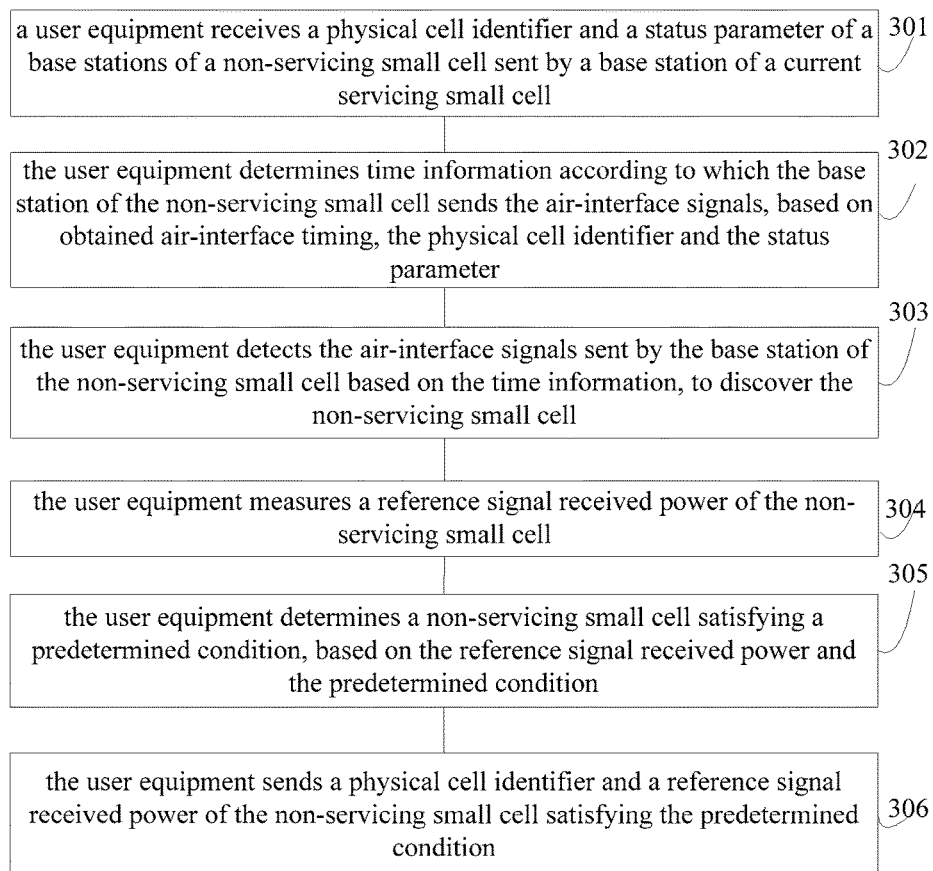 a user equipment receives a physical cell identifier and a status parameter of a
base stations of a non-servicing small cell sent by a base station of a current
servicing small cell
301
the user equipment determines time information according to which the base
station of the non-servicing small cell sends the air-interface signals, based on
obtained air-interface timing, the physical cell identifier and the status
parameter
302
the user equipment detects the air-interface signals sent by the base station of
the non-servicing small cell based on the time information, to discover the
non-servicing small cell
303
the user equipment measures a reference signal received power of the non-
servicing small cell
304
the user equipment determines a non-servicing small cell satisfying a
predetermined condition, based on the reference signal received power and
the predetermined condition
305
the user equipment sends a physical cell identifier and a reference signal
received power of the non-servicing small cell satisfying the predetermined
condition
306